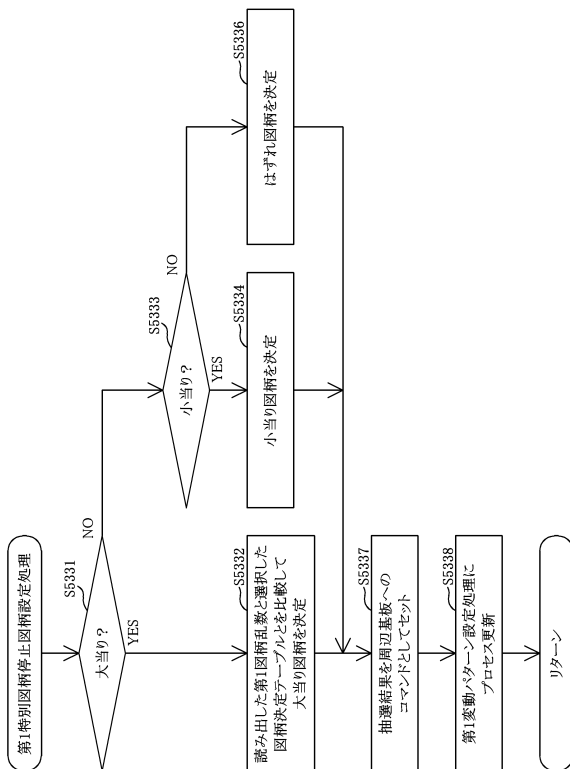 第1特別図柄停止図柄設定処理
S5331
大当り?
NO
YES
S5333
小当り?
NO
YES
S5332
読み出した第1図柄乱数と選択した
図柄決定テーブルとを比較して
大当り図柄を決定
S5334
小当り図柄を決定
S5336
はずれ図柄を決定
S5337
抽選結果を周辺基板への
コマンドとしてセット
S5338
第1変動パターン設定処理に
プロセス更新
リターン